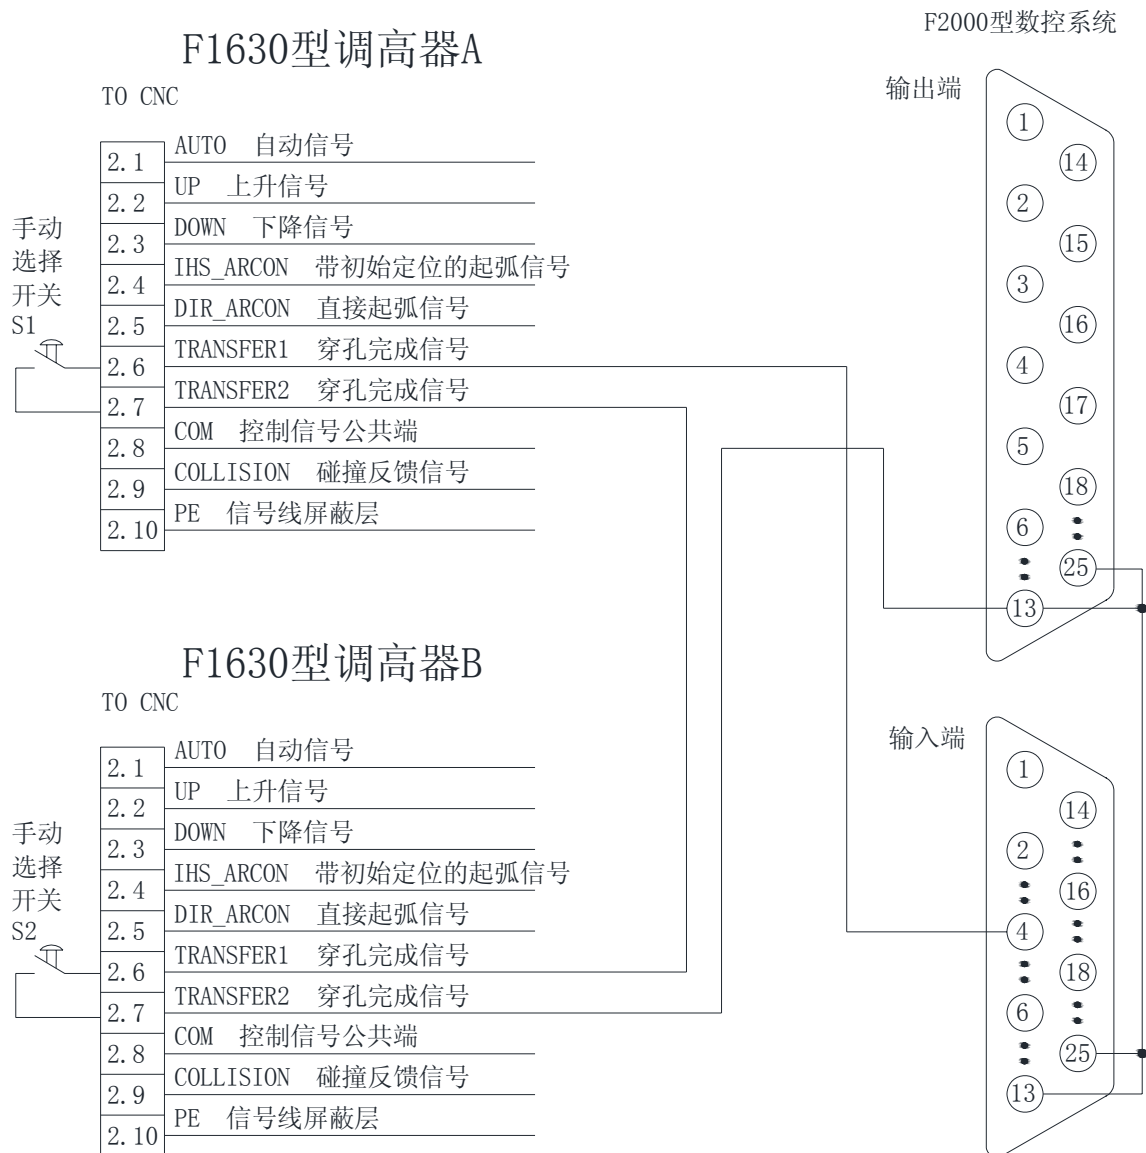 F2000型数控系统
F1630型调高器A
TO CNC
输出端
2.1
AUTO 自动信号
2.2
UP 上升信号
2.3
DOWN 下降信号
2.4
IHS_ARCON 带初始定位的起弧信号
2.5
DIR_ARCON 直接起弧信号
2.6
TRANSFER1 穿孔完成信号
2.7
TRANSFER2 穿孔完成信号
2.8
COM 控制信号公共端
2.9
COLLISION 碰撞反馈信号
2.10
PE 信号线屏蔽层
手动
选择
开关
S1
1
14
2
15
3
16
4
17
5
18
6
25
13
F1630型调高器B
TO CNC
2.1
AUTO 自动信号
2.2
UP 上升信号
2.3
DOWN 下降信号
2.4
IHS_ARCON 带初始定位的起弧信号
2.5
DIR_ARCON 直接起弧信号
2.6
TRANSFER1 穿孔完成信号
2.7
TRANSFER2 穿孔完成信号
2.8
COM 控制信号公共端
2.9
COLLISION 碰撞反馈信号
2.10
PE 信号线屏蔽层
手动
选择
开关
S2
输入端
1
14
2
16
4
18
6
25
13